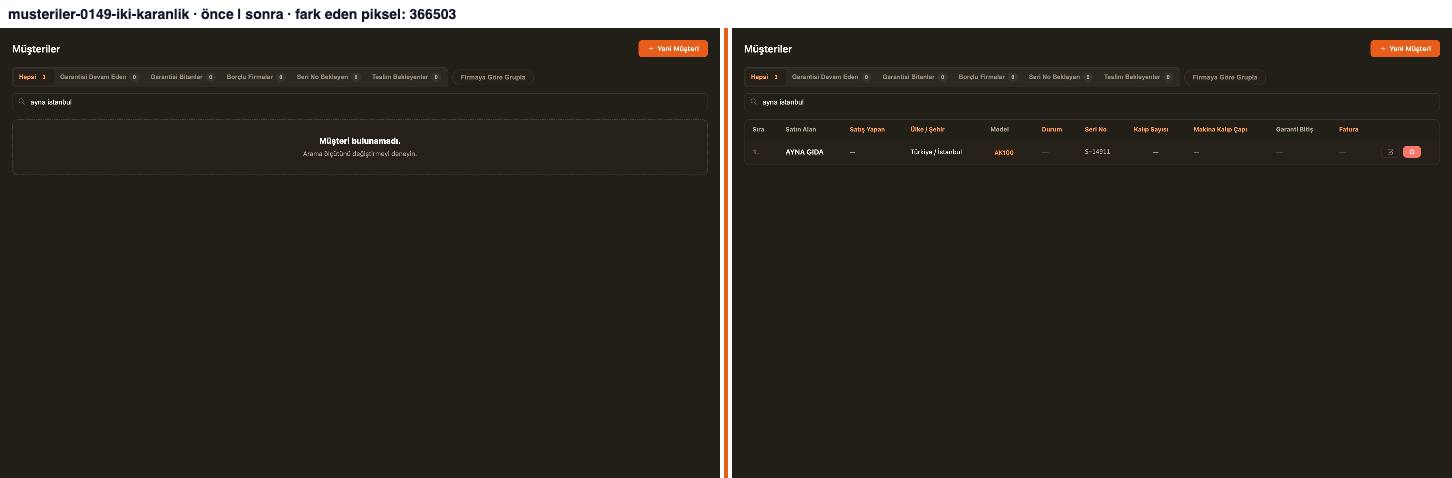 musteriler-0149-iki-karanlik · önce | sonra · fark eden piksel: 366503
Müşteriler
+ Yeni Müşteri
Hepsi 3 Garantisi Devam Eden 0 Garantisi Bitenler 0 Borçlu Firmalar 0 Seri No Bekleyen 0 Teslim Bekleyenler 0 Firmaya Göre Grupla
ayna istanbul
Müşteri bulunamadı.
Arama ölçütünü değiştirmeyi deneyin.
Müşteriler
+ Yeni Müşteri
Hepsi 3 Garantisi Devam Eden 0 Garantisi Bitenler 0 Borçlu Firmalar 0 Seri No Bekleyen 0 Teslim Bekleyenler 0 Firmaya Göre Grupla
ayna istanbul
Sıra Satın Alan Satış Yapan Ülke / Şehir Model Durum Seri No Kalıp Sayısı Makina Kalıp Çapı Garanti Bitiş Fatura
1. AYNA GIDA — Türkiye / İstanbul AK100 — S-14911 — — — —